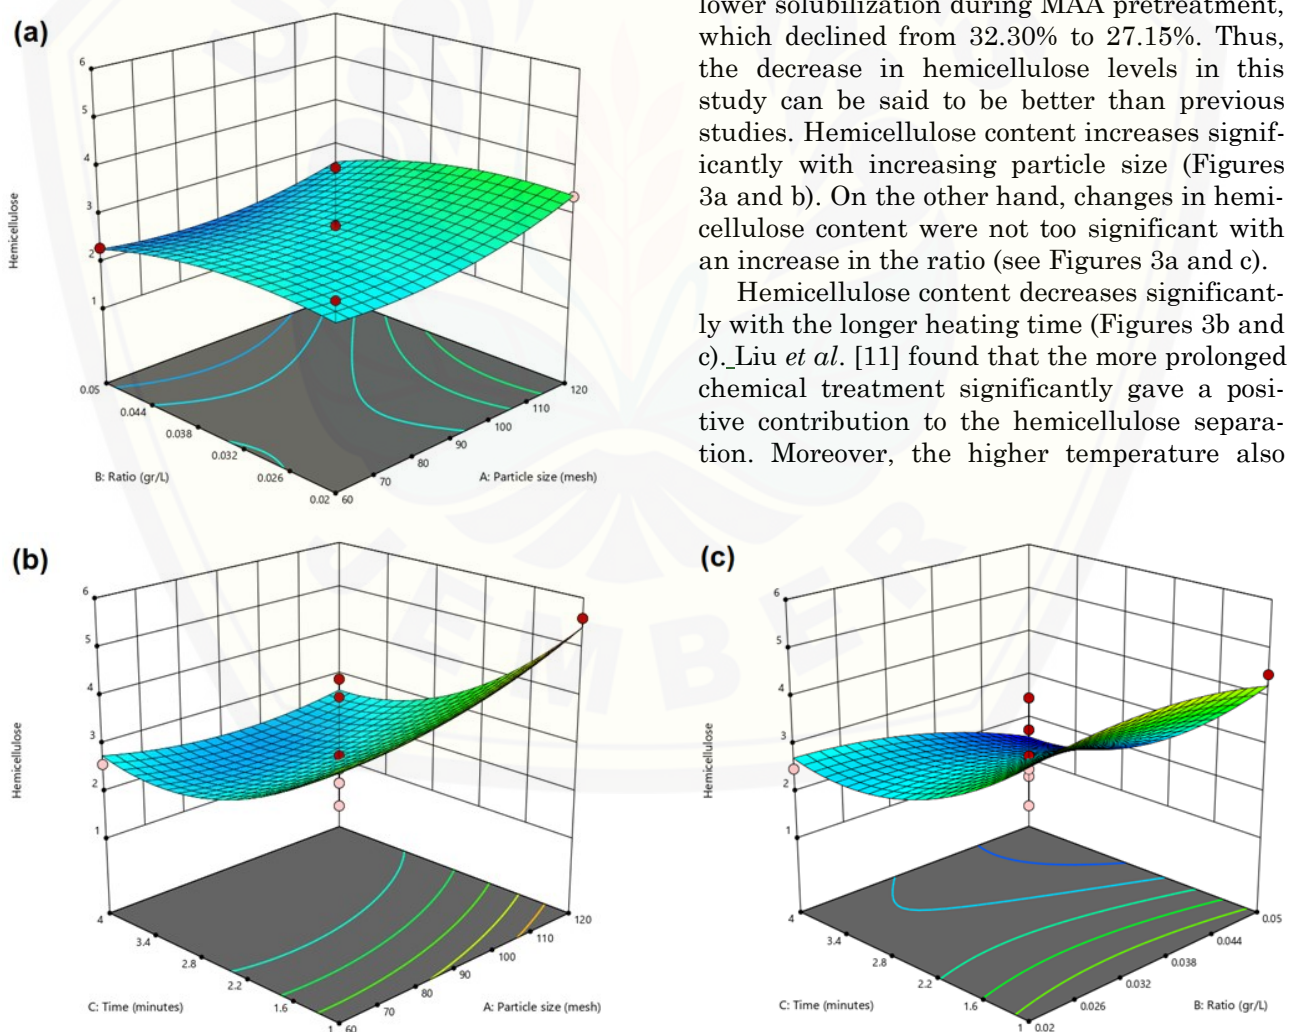 (a)
6
5
4
3
2
1
Hemicellulose
0.05
0.044
0.038
0.032
0.026
0.02
60
70
80
90
100
110
120
B: Ratio (gr/L)
A: Particle size (mesh)
lower solubilization during MAA pretreatment,
which declined from 32.30% to 27.15%. Thus,
the decrease in hemicellulose levels in this
study can be said to be better than previous
studies. Hemicellulose content increases signif-
icantly with increasing particle size (Figures
3a and b). On the other hand, changes in hemi-
cellulose content were not too significant with
an increase in the ratio (see Figures 3a and c).
Hemicellulose content decreases significant-
ly with the longer heating time (Figures 3b and
c). Liu et al. [11] found that the more prolonged
chemical treatment significantly gave a posi-
tive contribution to the hemicellulose separa-
tion. Moreover, the higher temperature also
(b)
6
5
4
3
2
1
Hemicellulose
4
3.4
2.8
2.2
1.6
1
60
70
80
90
100
110
120
C: Time (minutes)
A: Particle size (mesh)
(c)
6
5
4
3
2
1
Hemicellulose
4
3.4
2.8
2.2
1.6
1
0.02
0.026
0.032
0.038
0.044
0.05
C: Time (minutes)
B: Ratio (gr/L)
JEMBER